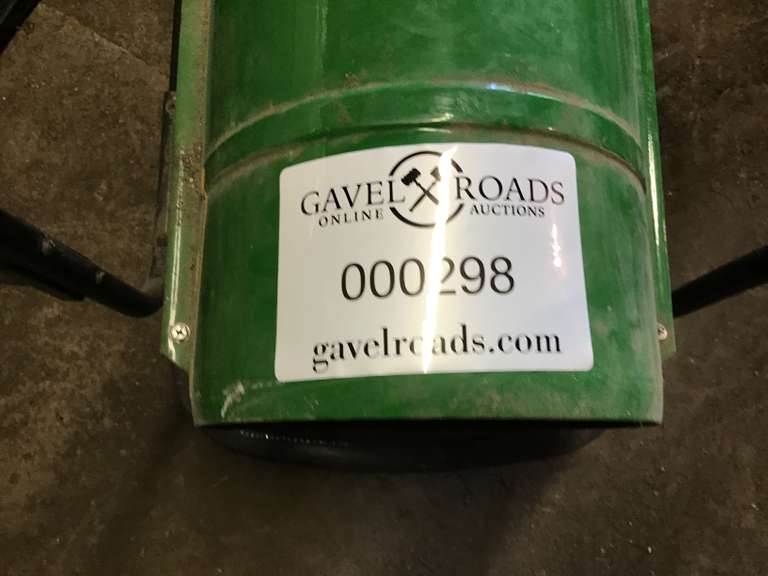 GAVEL ROADS
ONLINE AUCTIONS
000298
gavelroads.com